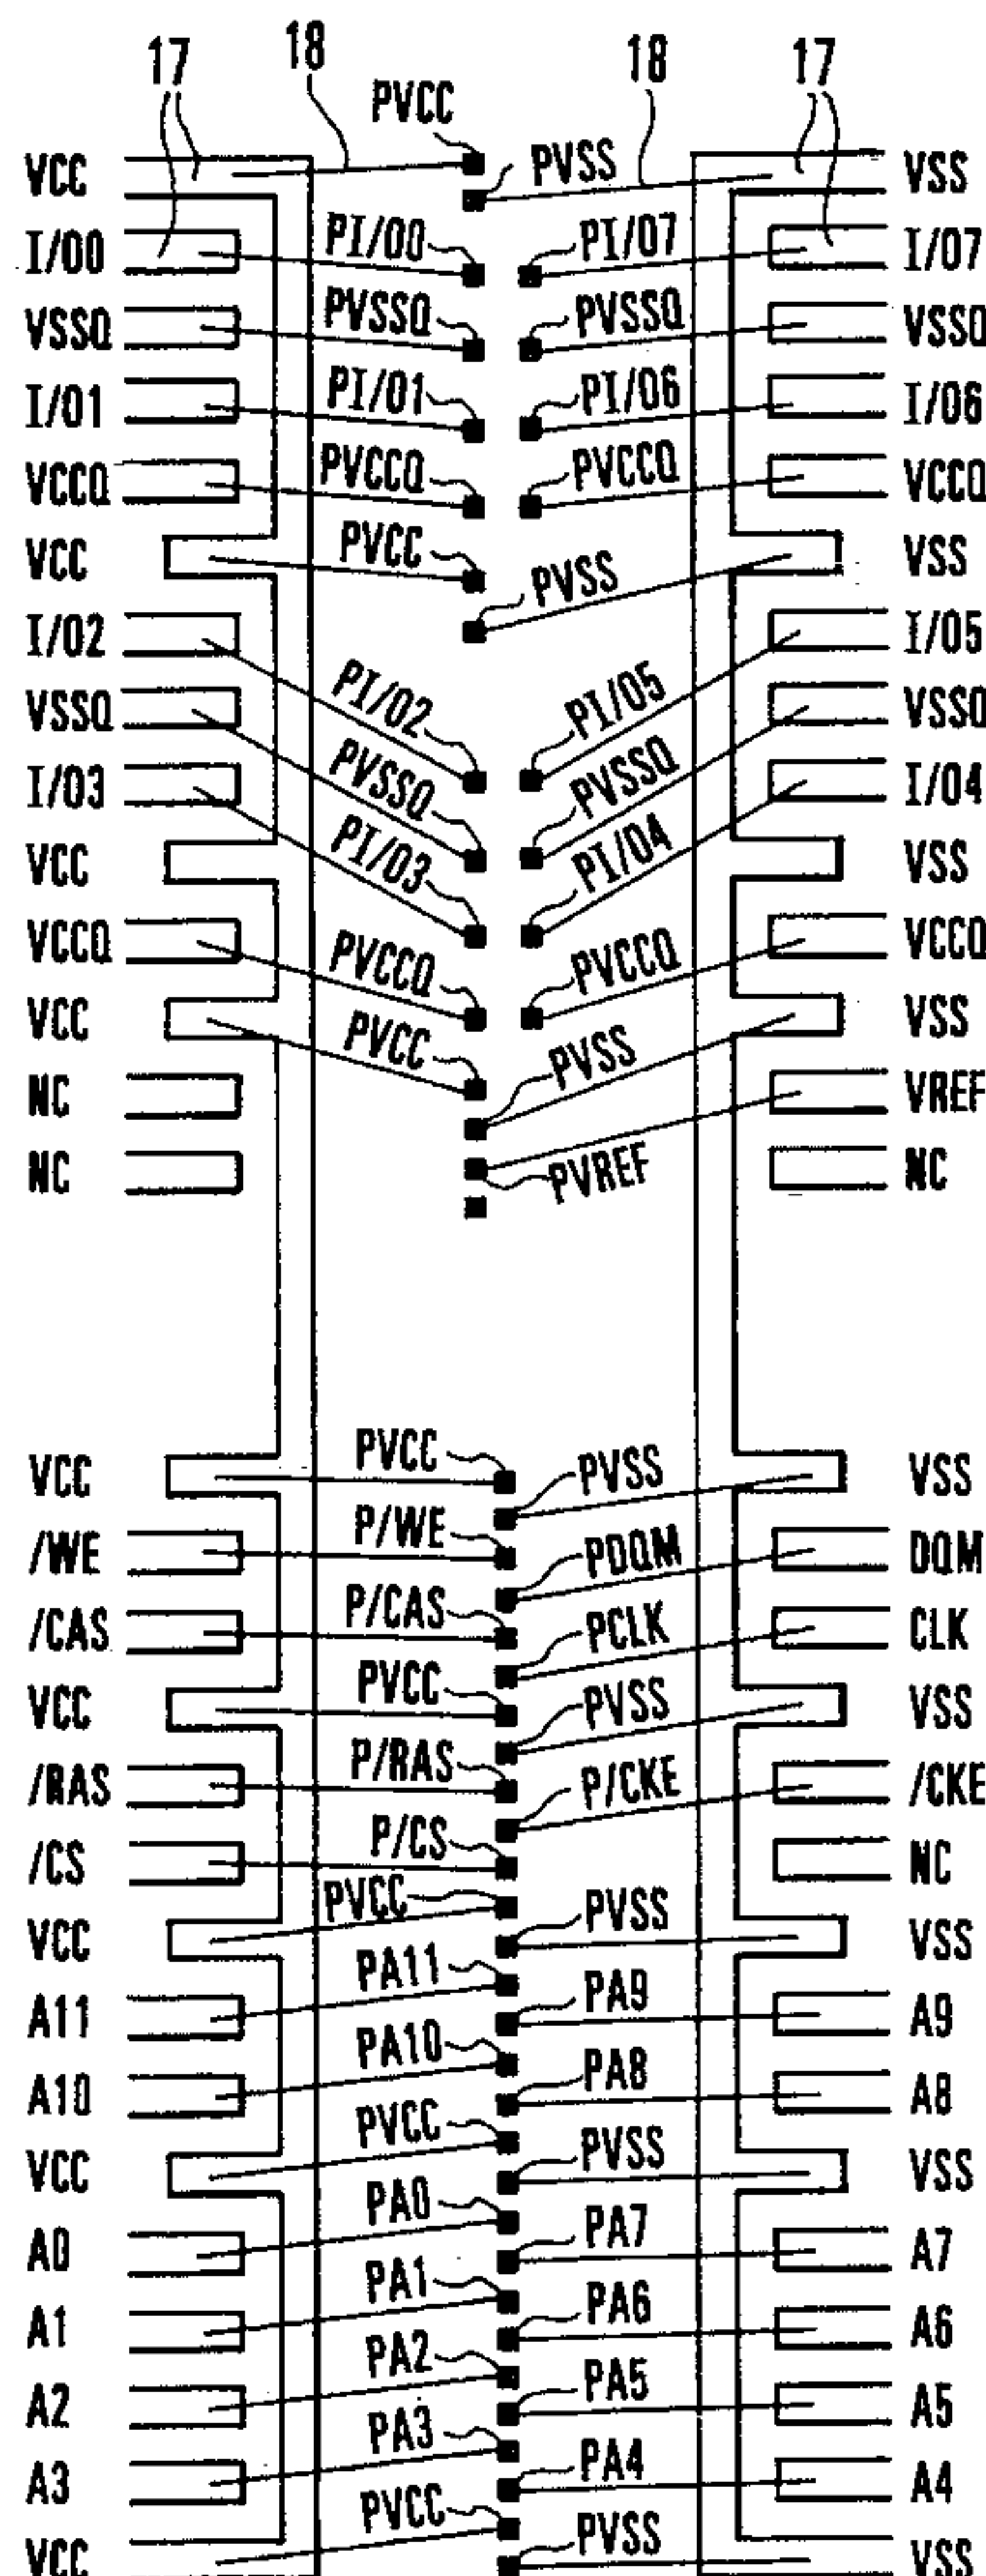 17 18 18 17
PVCC
VCC PVSS VSS
I/00 PI/00 PI/07 I/07
VSSQ PVSSQ PVSSQ VSSQ
I/01 PI/01 PI/06 I/06
VCCQ PVCCQ PVCCQ VCCQ
VCC PVCC PVSS VSS
I/02 PI/02 PI/05 I/05
VSSQ PVSSQ PVSSQ VSSQ
I/03 PI/03 PI/04 I/04
VCC VSS
VCCQ PVCCQ PVCCQ VCCQ
VCC PVCC PVSS VSS
NC VREF
NC PVREF NC
VCC PVCC PVSS VSS
/WE P/WE PDQM DQM
/CAS P/CAS PCLK CLK
VCC PVCC PVSS VSS
/RAS P/RAS P/CKE /CKE
/CS P/CS NC
VCC PVCC PVSS VSS
A11 PA11 PA9 A9
A10 PA10 PA8 A8
VCC PVCC PVSS VSS
A0 PA0 PA7 A7
A1 PA1 PA6 A6
A2 PA2 PA5 A5
A3 PA3 PA4 A4
VCC PVCC PVSS VSS